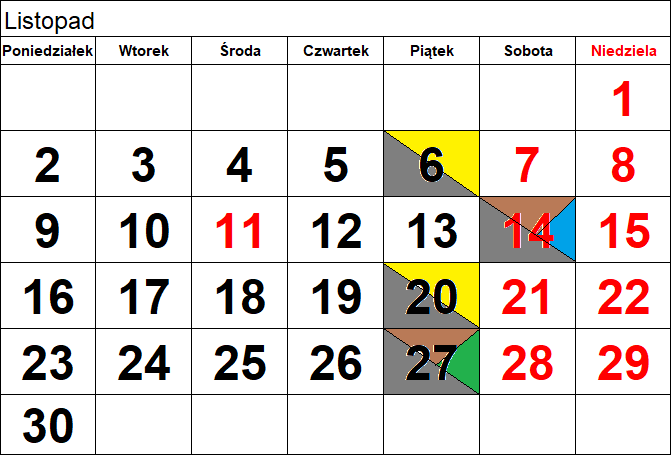 Listopad
Poniedziałek Wtorek Środa Czwartek Piątek Sobota Niedziela
1
2 3 4 5 6 7 8
9 10 11 12 13 14 15
16 17 18 19 20 21 22
23 24 25 26 27 28 29
30